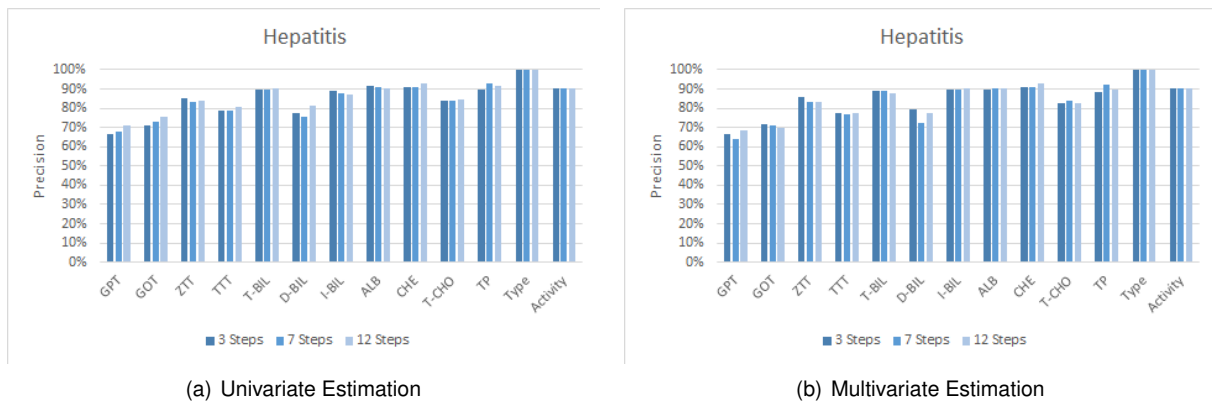 Hepatitis
Precision
100%
90%
80%
70%
60%
50%
40%
30%
20%
10%
0%
GPT
GOT
ZTT
TTT
T-BIL
D-BIL
I-BIL
ALB
CHE
T-CHO
TP
Type
Activity
3 Steps 7 Steps 12 Steps
(a) Univariate Estimation
Hepatitis
Precision
100%
90%
80%
70%
60%
50%
40%
30%
20%
10%
0%
GPT
GOT
ZTT
TTT
T-BIL
D-BIL
I-BIL
ALB
CHE
T-CHO
TP
Type
Activity
3 Steps 7 Steps 12 Steps
(b) Multivariate Estimation